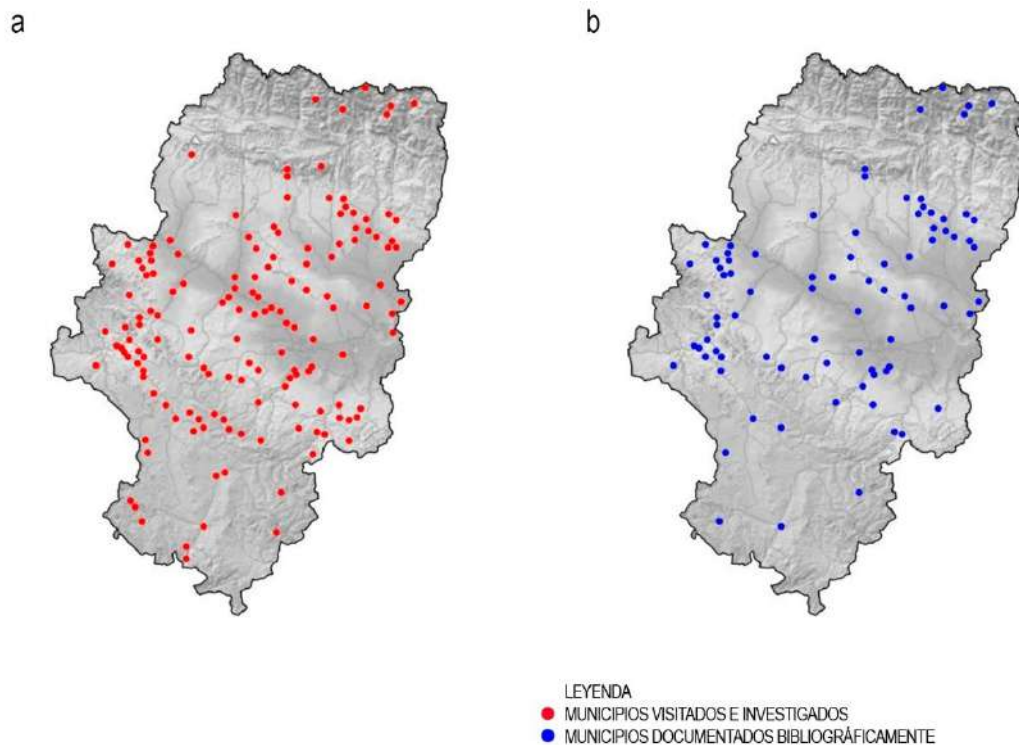 a
b
LEYENDA
MUNICIPIOS VISITADOS E INVESTIGADOS
MUNICIPIOS DOCUMENTADOS BIBLIOGRÁFICAMENTE